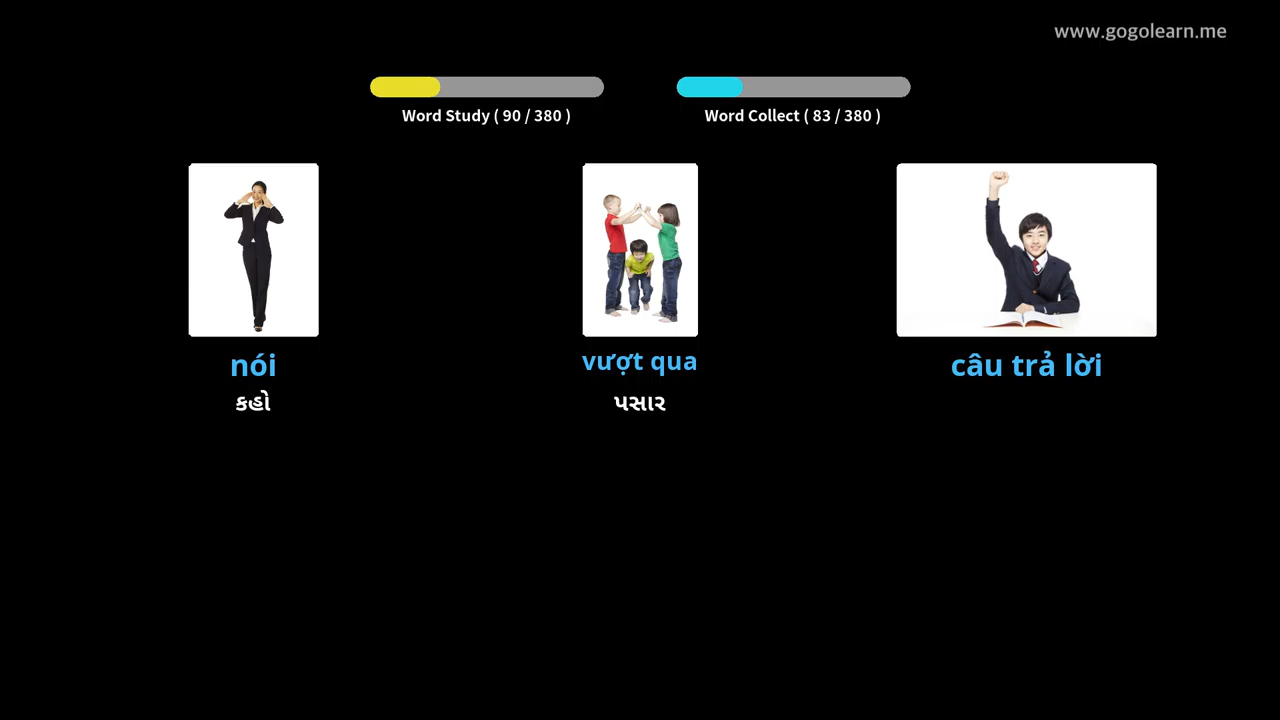 www.gogolearn.me
Word Study ( 90 / 380 )
Word Collect ( 83 / 380 )
nói
vượt qua
câu trả lời
કહો
પસાર